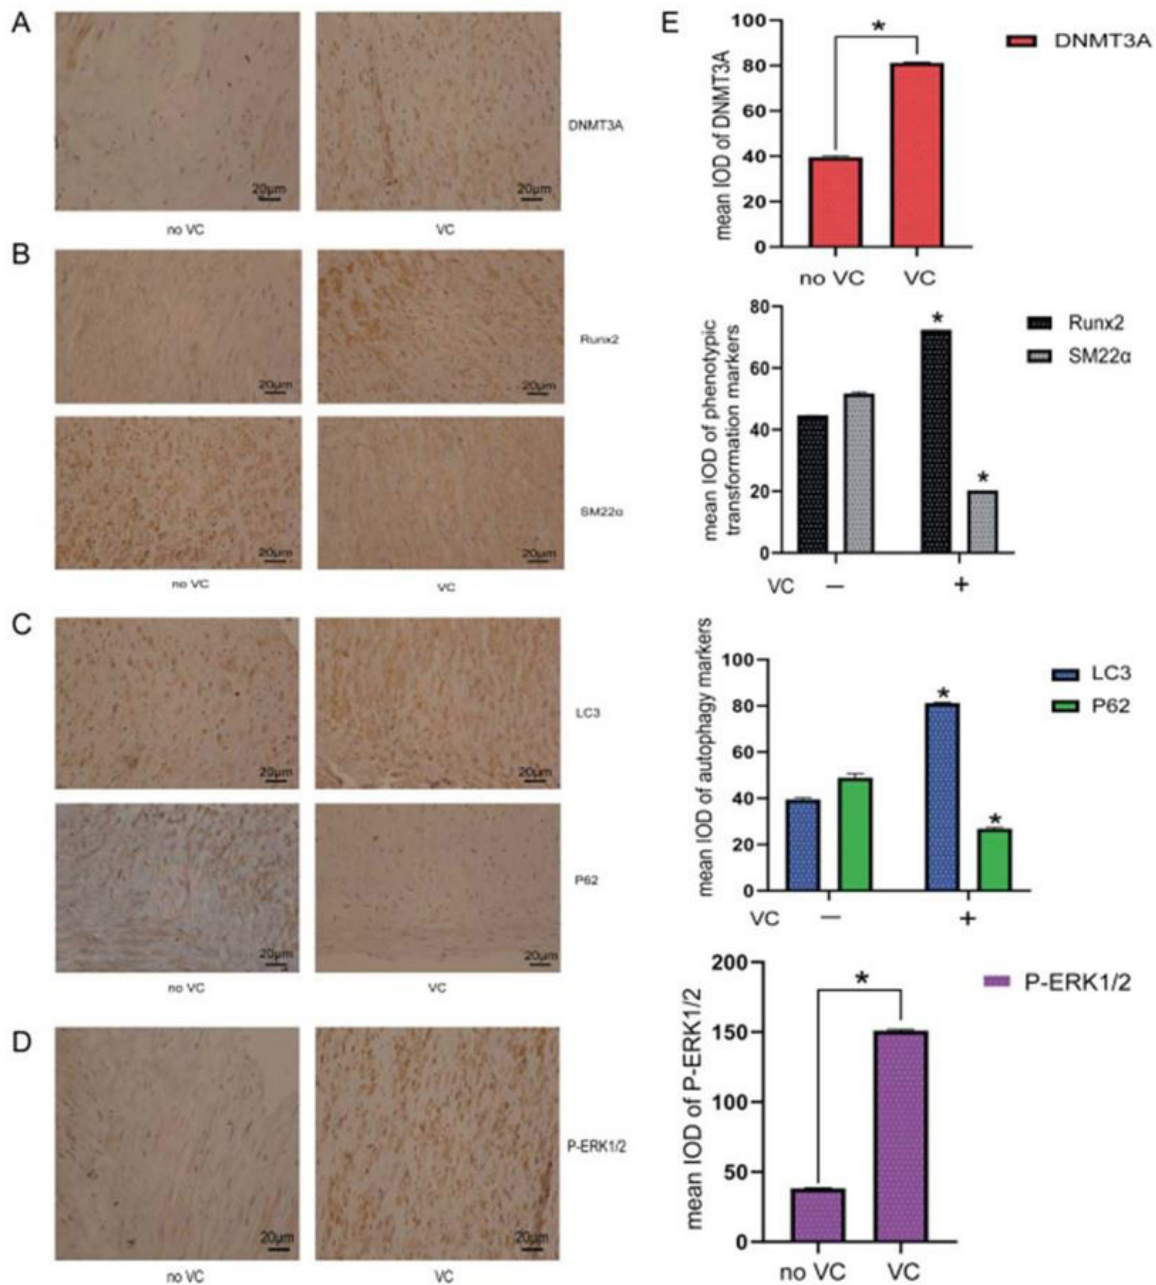 A
20µm
20µm
DNMT3A
no VC
VC
B
20µm
20µm
Runx2
20µm
20µm
SM22α
no VC
VC
C
20µm
20µm
LC3
20µm
20µm
P62
no VC
VC
D
20µm
20µm
P-ERK1/2
no VC
VC
E
mean IOD of DNMT3A
100
80
60
40
20
0
*
no VC
VC
DNMT3A
mean IOD of phenotypic
transformation markers
80
60
40
20
0
*
*
VC — +
Runx2
SM22α
mean IOD of autophagy markers
100
80
60
40
20
0
*
*
VC — +
LC3
P62
mean IOD of P-ERK1/2
200
150
100
50
0
*
no VC
VC
P-ERK1/2